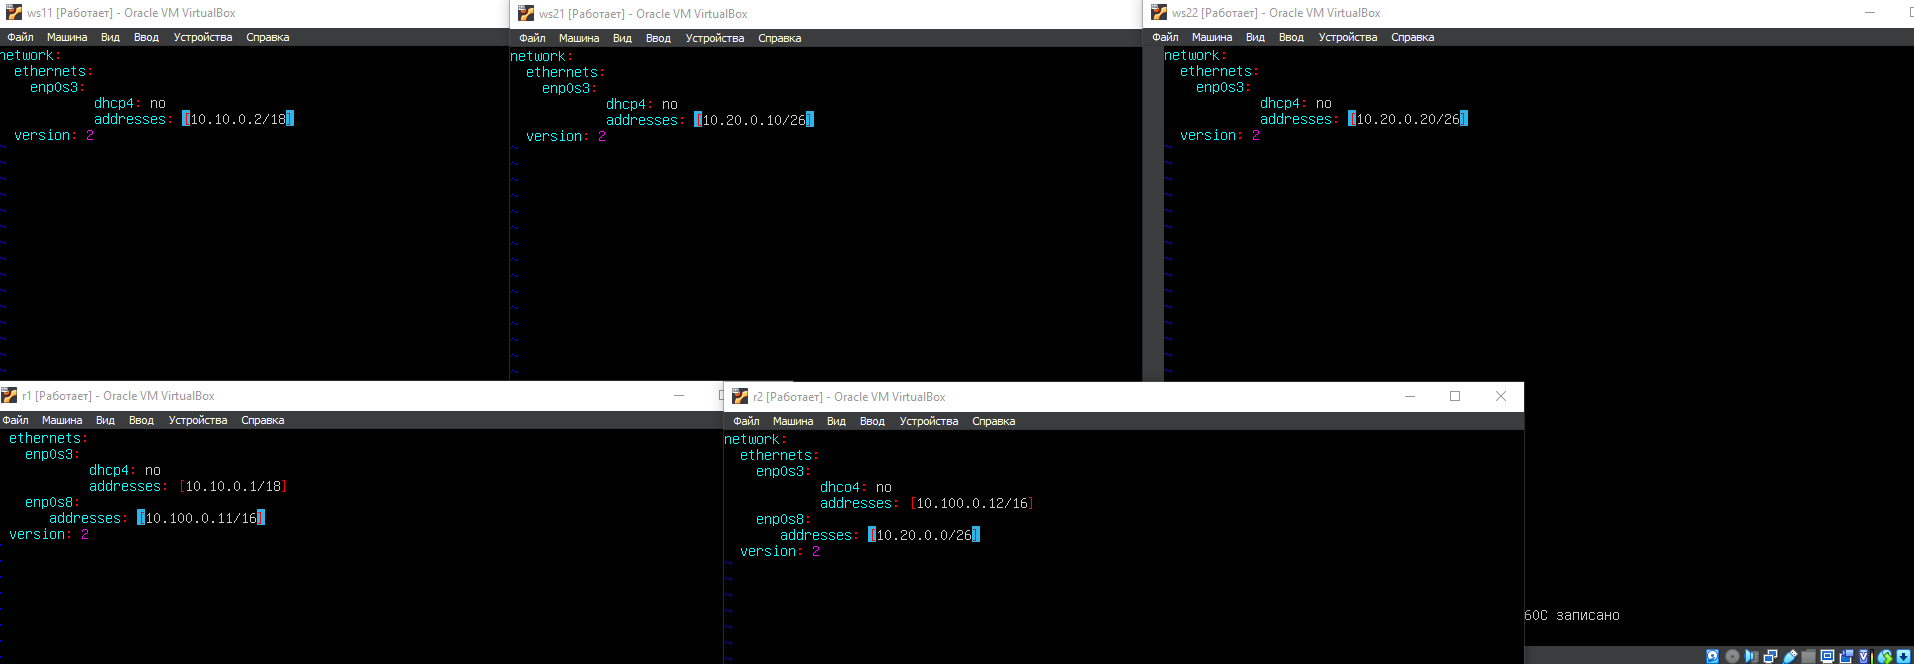 ws11 [Работает] - Oracle VM VirtualBox
Файл Машина Вид Ввод Устройства Справка
network:
ethernets:
enp0s3:
dhcp4: no
addresses: [10.10.0.2/18]
version: 2
ws21 [Работает] - Oracle VM VirtualBox
Файл Машина Вид Ввод Устройства Справка
network:
ethernets:
enp0s3:
dhcp4: no
addresses: [10.20.0.10/26]
version: 2
ws22 [Работает] - Oracle VM VirtualBox
Файл Машина Вид Ввод Устройства Справка
network:
ethernets:
enp0s3:
dhcp4: no
addresses: [10.20.0.20/26]
version: 2
r1 [Работает] - Oracle VM VirtualBox
Файл Машина Вид Ввод Устройства Справка
ethernets:
enp0s3:
dhcp4: no
addresses: [10.10.0.1/18]
enp0s8:
addresses: [10.100.0.11/16]
version: 2
r2 [Работает] - Oracle VM VirtualBox
Файл Машина Вид Ввод Устройства Справка
network:
ethernets:
enp0s3:
dhco4: no
addresses: [10.100.0.12/16]
enp0s8:
addresses: [10.20.0.0/26]
version: 2
60C записано